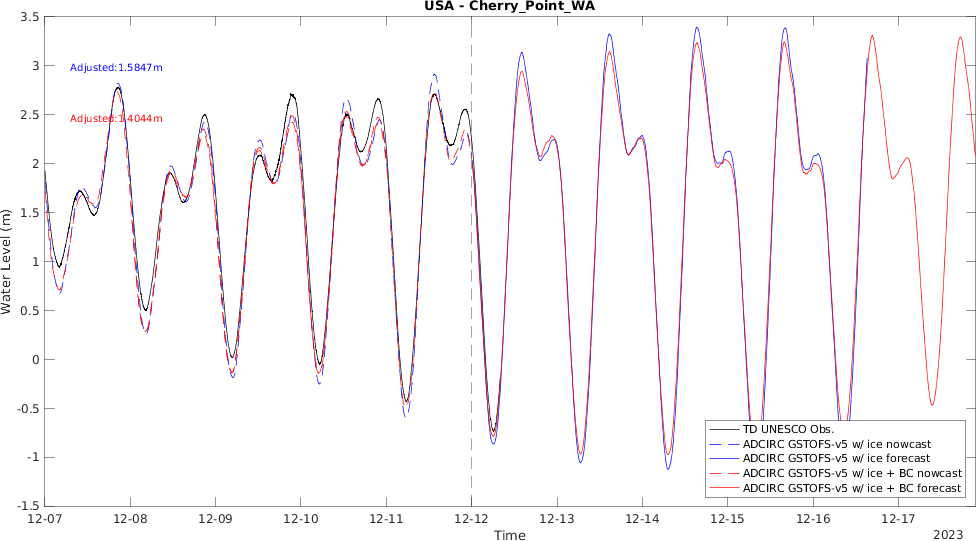 USA - Cherry_Point_WA
Adjusted:1.5847m
Adjusted:1.4044m
Water Level (m)
3.5
3
2.5
2
1.5
1
0.5
0
-0.5
-1
-1.5
TD UNESCO Obs.
ADCIRC GSTOFS-v5 w/ ice nowcast
ADCIRC GSTOFS-v5 w/ ice forecast
ADCIRC GSTOFS-v5 w/ ice + BC nowcast
ADCIRC GSTOFS-v5 w/ ice + BC forecast
12-07 12-08 12-09 12-10 12-11 12-12 12-13 12-14 12-15 12-16 12-17
Time
2023